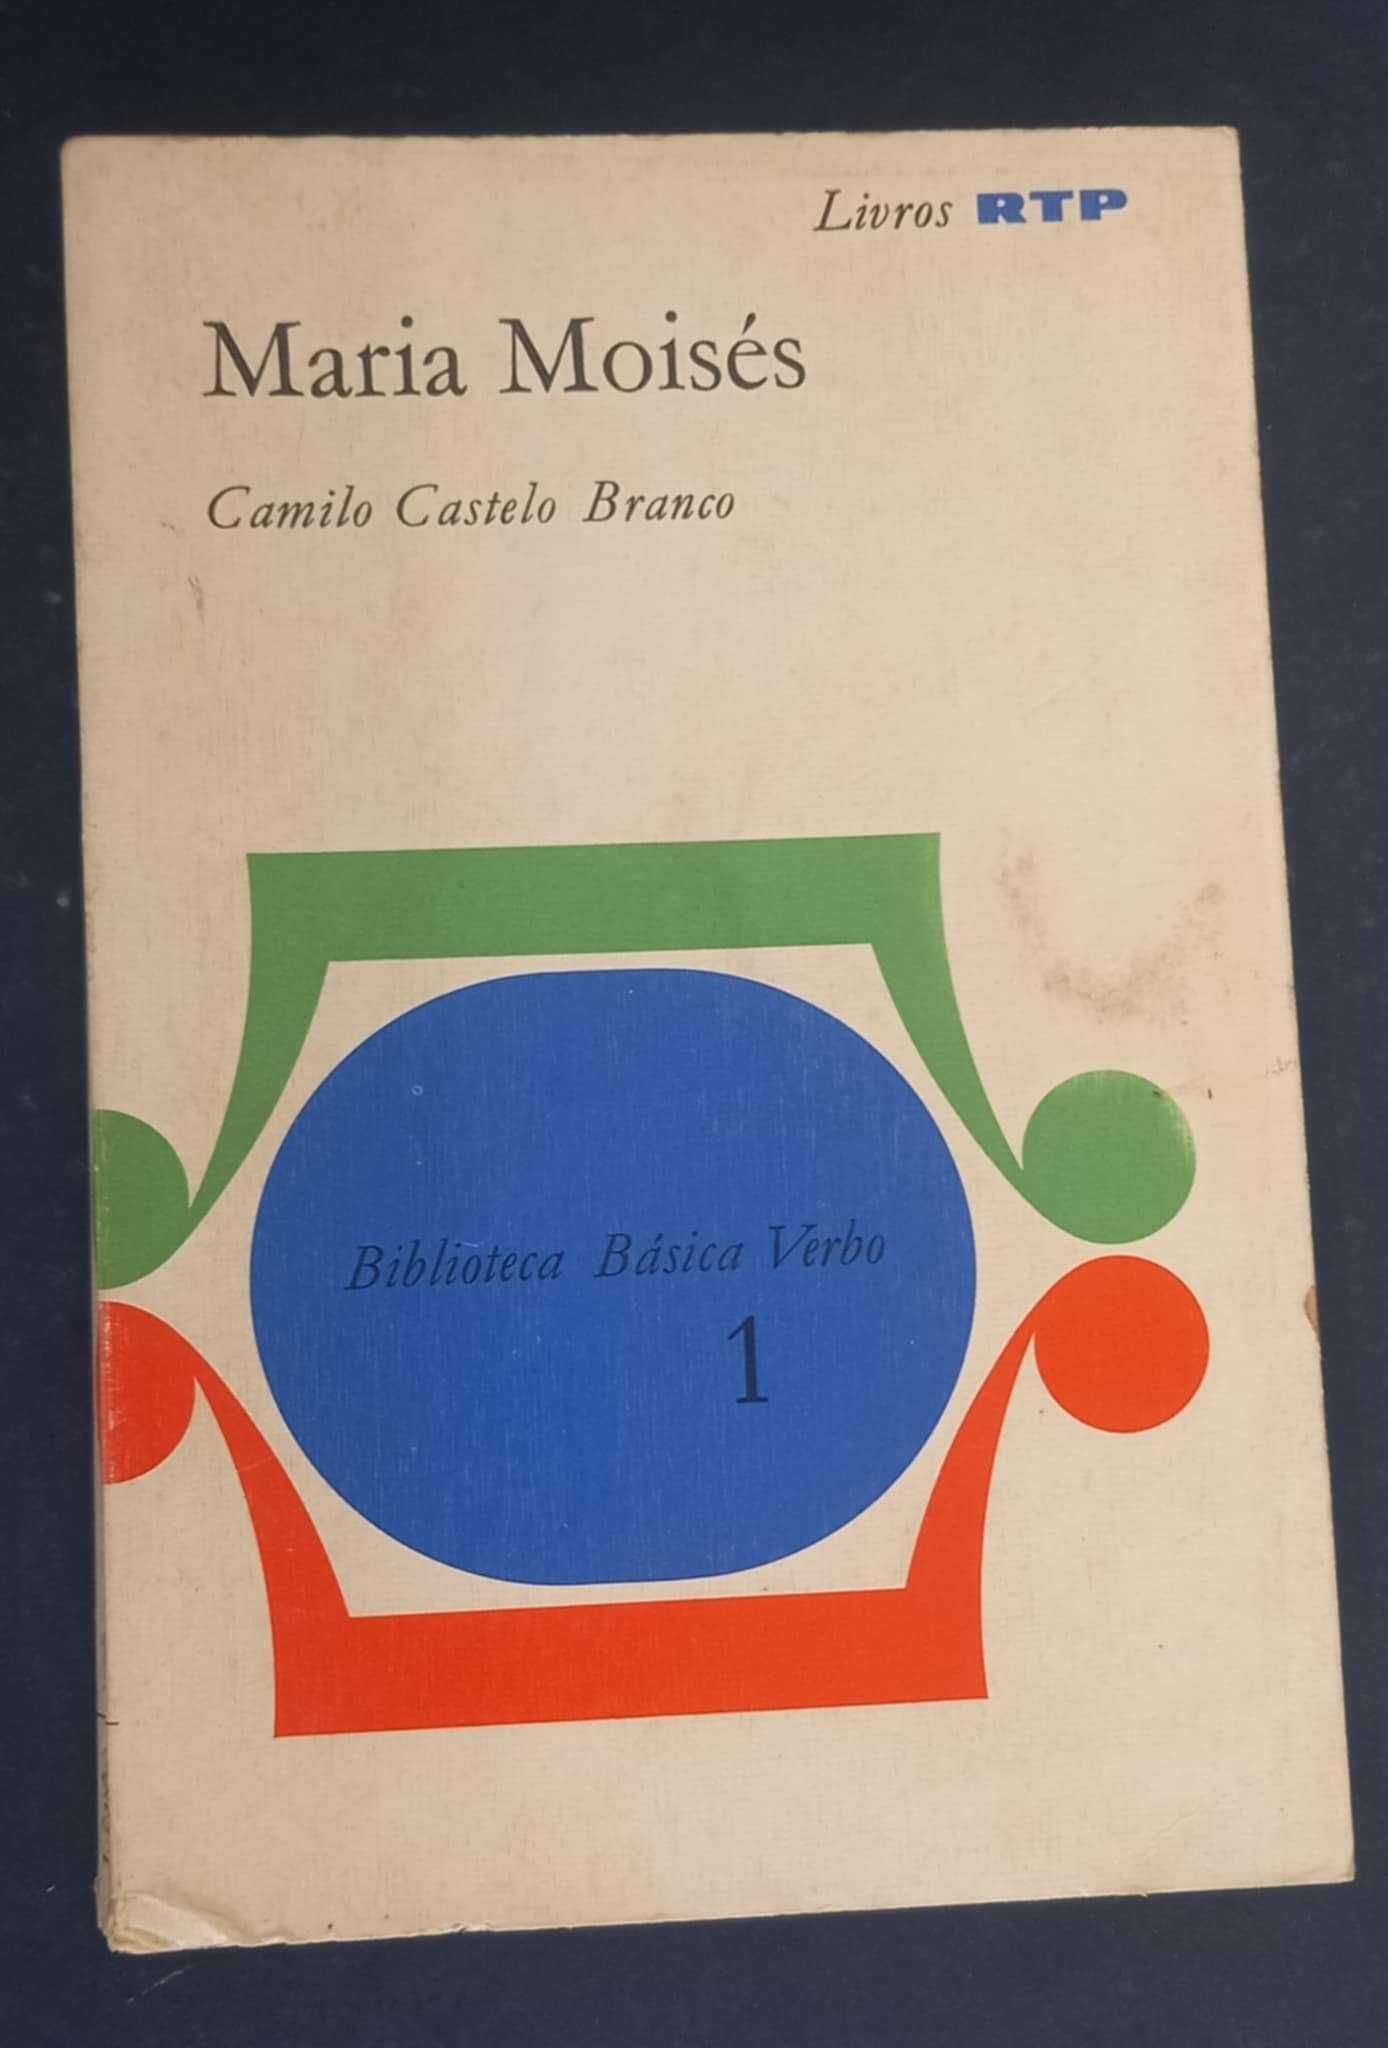 Livros RTP
Maria Moisés
Camilo Castelo Branco
Biblioteca Básica Verbo
1